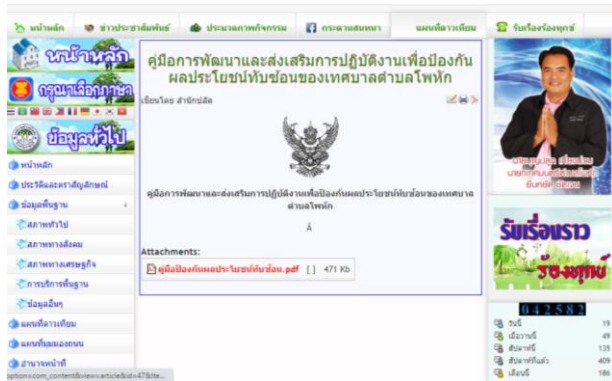 หน้าหลัก
ข่าวประชาสัมพันธ์
ประมวลภาพกิจกรรม
กระดานสนทนา
แผนที่ดาวเทียม
รับเรื่องร้องทุกข์
หน้าหลัก
กรุณาเลือกภาษา
ข้อมูลทั่วไป
หน้าหลัก
ประวัติและตราสัญลักษณ์
ข้อมูลพื้นฐาน
สภาพทั่วไป
สภาพทางสังคม
สภาพทางเศรษฐกิจ
การบริการพื้นฐาน
ข้อมูลอื่นๆ
แผนที่ดาวเทียม
แผนที่มุมมองถนน
อำนาจหน้าที่
option=com_content&view=article&id=47&Ite...
คู่มือการพัฒนาและส่งเสริมการปฏิบัติงานเพื่อป้องกัน
ผลประโยชน์ทับซ้อนของเทศบาลตำบลโพหัก
เขียนโดย สำนักปลัด
คู่มือการพัฒนาและส่งเสริมการปฏิบัติงานเพื่อป้องกันผลประโยชน์ทับซ้อนของเทศบาล
ตำบลโพหัก
Â
Attachments:
คู่มือป้องกันผลประโยชน์ทับซ้อน.pdf [ ] 471 Kb
รับเรื่องราว
ร้องทุกข์
042582
วันนี้ 19
เมื่อวานนี้ 49
สัปดาห์นี้ 135
สัปดาห์ที่แล้ว 409
เดือนนี้ 186